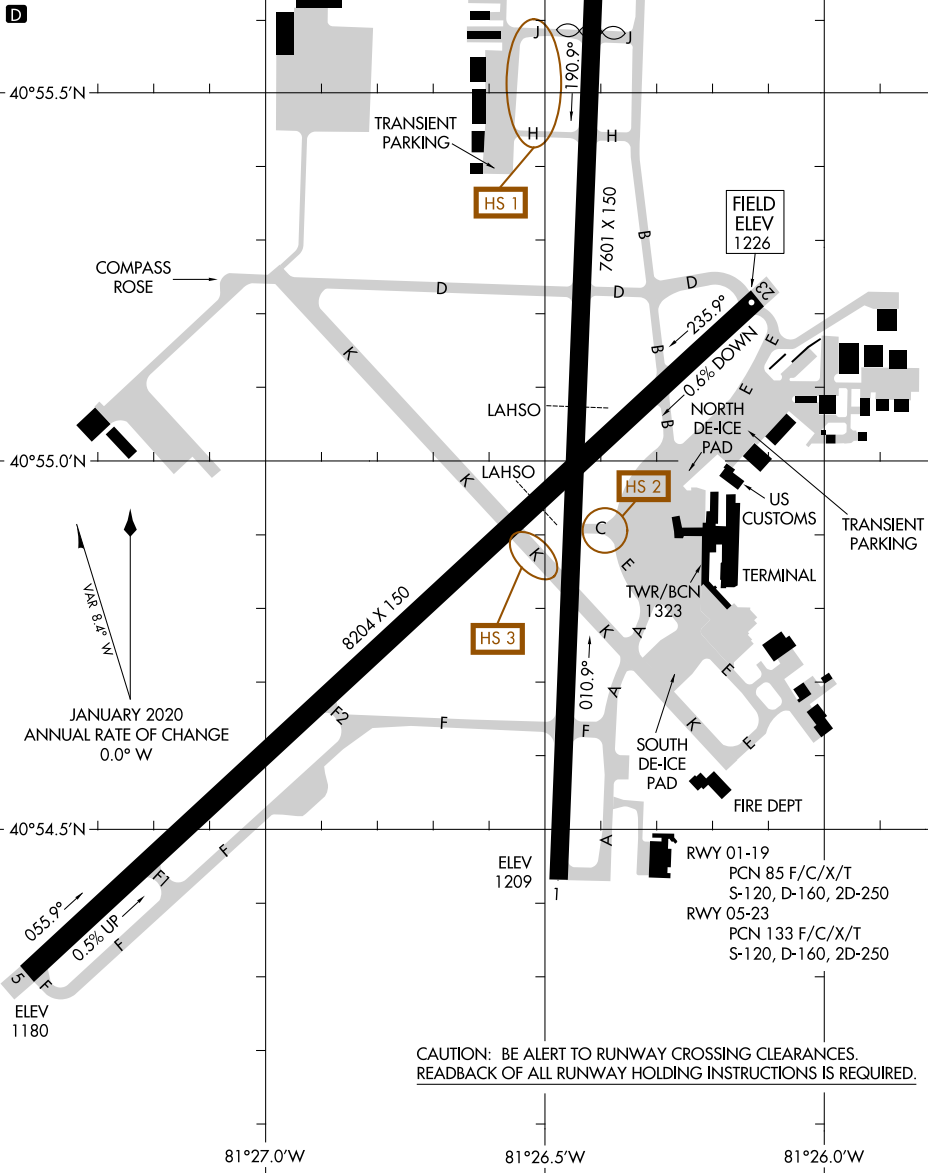 D
J
J
40°55.5'N
190.9°
TRANSIENT
PARKING
H
H
HS 1
7601 X 150
FIELD
ELEV
1226
B
COMPASS
ROSE
D
D
D
23
235.9°
K
B
E
0.6% DOWN
E
LAHSO
NORTH
DE-ICE
PAD
B
40°55.0'N
LAHSO
K
HS 2
US
CUSTOMS
TRANSIENT
PARKING
C
K
E
TERMINAL
TWR/BCN
1323
VAR 8.4° W
8204 X 150
HS 3
K
A
E
010.9°
A
JANUARY 2020
ANNUAL RATE OF CHANGE
0.0° W
F2
F
F
K
E
SOUTH
DE-ICE
PAD
FIRE DEPT
40°54.5'N
A
F
ELEV
1209
1
RWY 01-19
PCN 85 F/C/X/T
S-120, D-160, 2D-250
RWY 05-23
PCN 133 F/C/X/T
S-120, D-160, 2D-250
F1
055.9°
0.5% UP
F
5
F
ELEV
1180
CAUTION: BE ALERT TO RUNWAY CROSSING CLEARANCES.
READBACK OF ALL RUNWAY HOLDING INSTRUCTIONS IS REQUIRED.
81°27.0'W
81°26.5'W
81°26.0'W